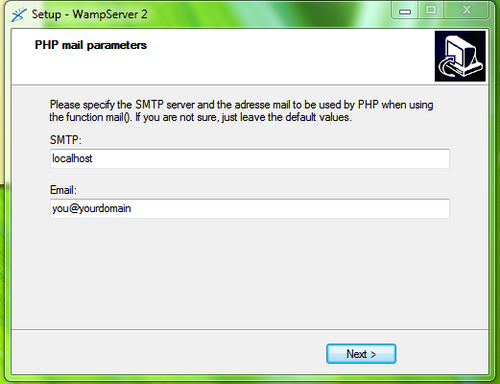 Setup - WampServer 2
PHP mail parameters
Please specify the SMTP server and the adresse mail to be used by PHP when using
the function mail(). If you are not sure, just leave the default values.
SMTP:
localhost
Email:
you@yourdomain
Next >